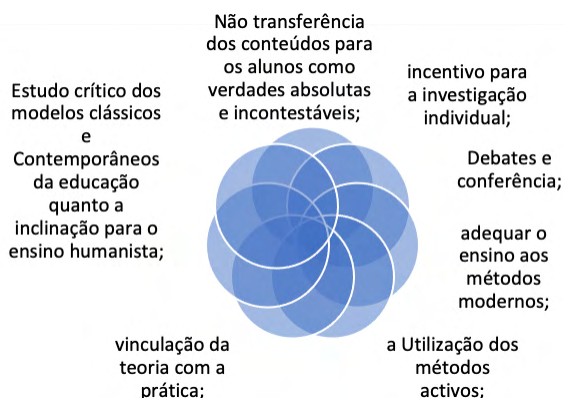 Não transferência
dos conteúdos para
os alunos como
verdades absolutas
e incontestáveis;
incentivo para
a investigação
individual;
Debates e
conferência;
adequar o
ensino aos
métodos
modernos;
a Utilização dos
métodos
activos;
vinculação da
teoria com a
prática;
Estudo crítico dos
modelos clássicos
e
Contemporâneos
da educação
quanto a
inclinação para o
ensino humanista;